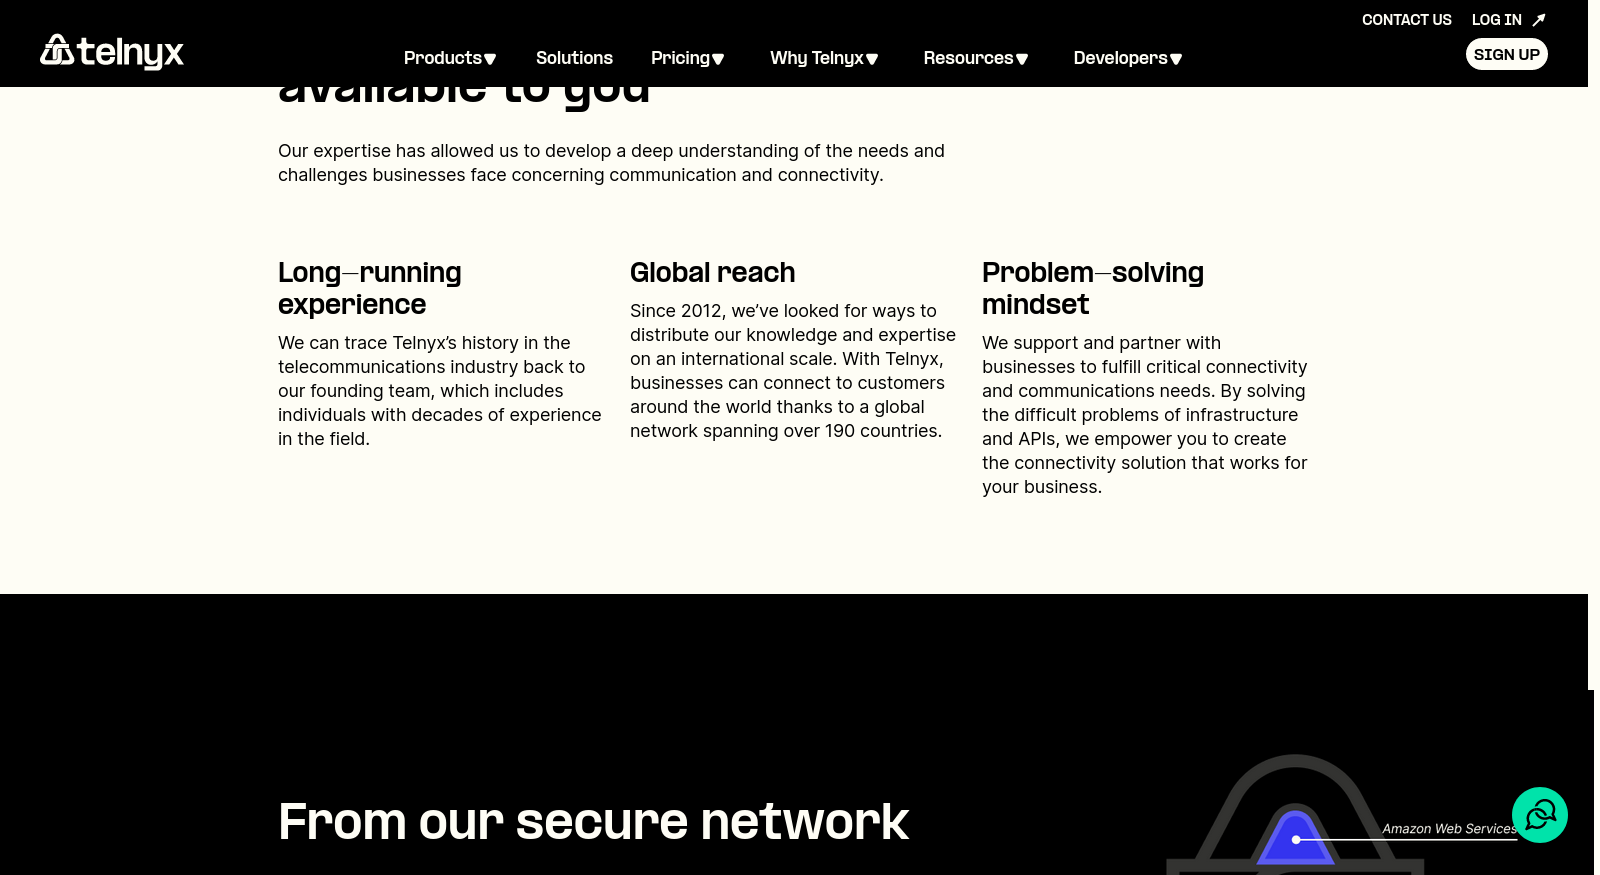 CONTACT US LOG IN
telnyx Products Solutions Pricing Why Telnyx Resources Developers SIGN UP
available to you
Our expertise has allowed us to develop a deep understanding of the needs and
challenges businesses face concerning communication and connectivity.
Long–running
experience
We can trace Telnyx’s history in the
telecommunications industry back to
our founding team, which includes
individuals with decades of experience
in the field.
Global reach
Since 2012, we’ve looked for ways to
distribute our knowledge and expertise
on an international scale. With Telnyx,
businesses can connect to customers
around the world thanks to a global
network spanning over 190 countries.
Problem–solving
mindset
We support and partner with
businesses to fulfill critical connectivity
and communications needs. By solving
the difficult problems of infrastructure
and APIs, we empower you to create
the connectivity solution that works for
your business.
From our secure network
Amazon Web Services